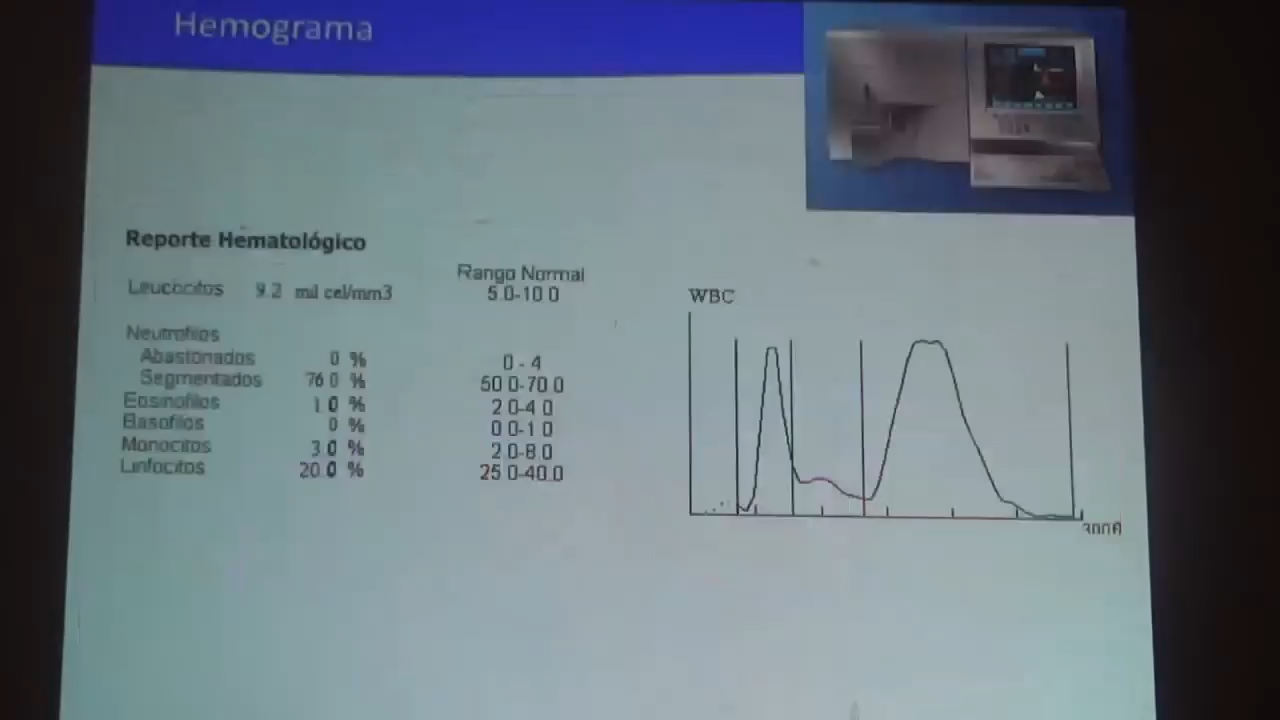 Hemograma
Reporte Hematológico
Rango Normal
Leucocitos 9.2 mil cel/mm3 5.0-10.0
Neutrofilos
Abastonados 0 % 0 - 4
Segmentados 76.0 % 50.0-70.0
Eosinofilos 1.0 % 2.0-4.0
Basofilos 0 % 0.0-1.0
Monocitos 3.0 % 2.0-8.0
Linfocitos 20.0 % 25.0-40.0
WBC